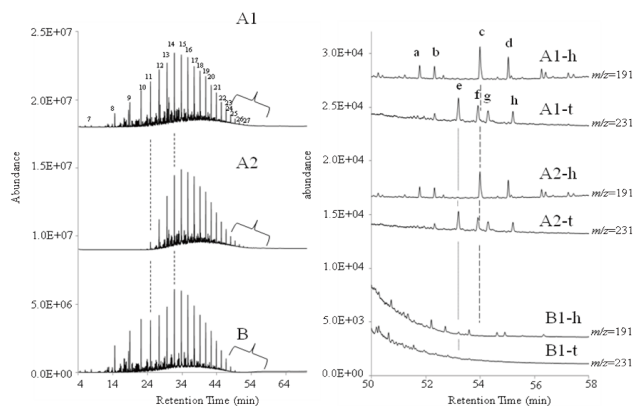 A1
2.5E+07
14
15
13
16
12
17
18
11
19
10
20
9
21
8
22
23
24
7
25
26
27
2.0E+07
A2
1.5E+07
Abundance
1.0E+07
5.0E+06
B
0.0E+00
4 14 24 34 44 54 64
Retention Time (min)
c
3.0E+04
a b d
A1-h
m/z=191
e
f g h
A1-t
2.5E+04
m/z=231
2.0E+04
abundance
A2-h
m/z=191
1.5E+04
A2-t
m/z=231
1.0E+04
B1-h
5.0E+03
m/z=191
B1-t
m/z=231
0.0E+00
50 52 54 56 58
Retention Time (min)